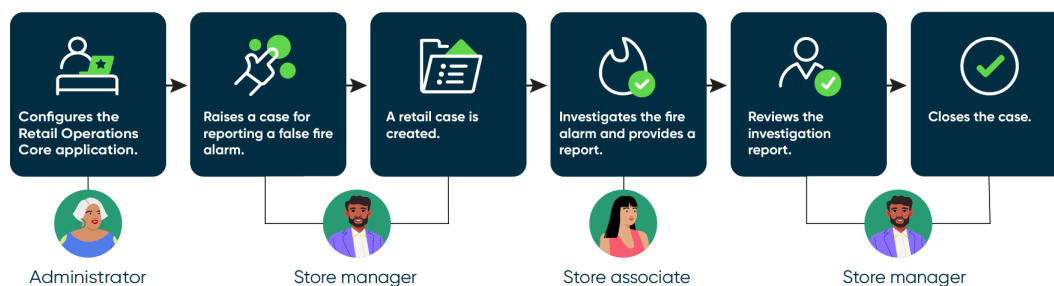 Configures the
Retail Operations
Core application.
Raises a case for
reporting a false fire
alarm.
A retail case is
created.
Investigates the fire
alarm and provides a
report.
Reviews the
investigation
report.
Closes the case.
Administrator
Store manager
Store associate
Store manager